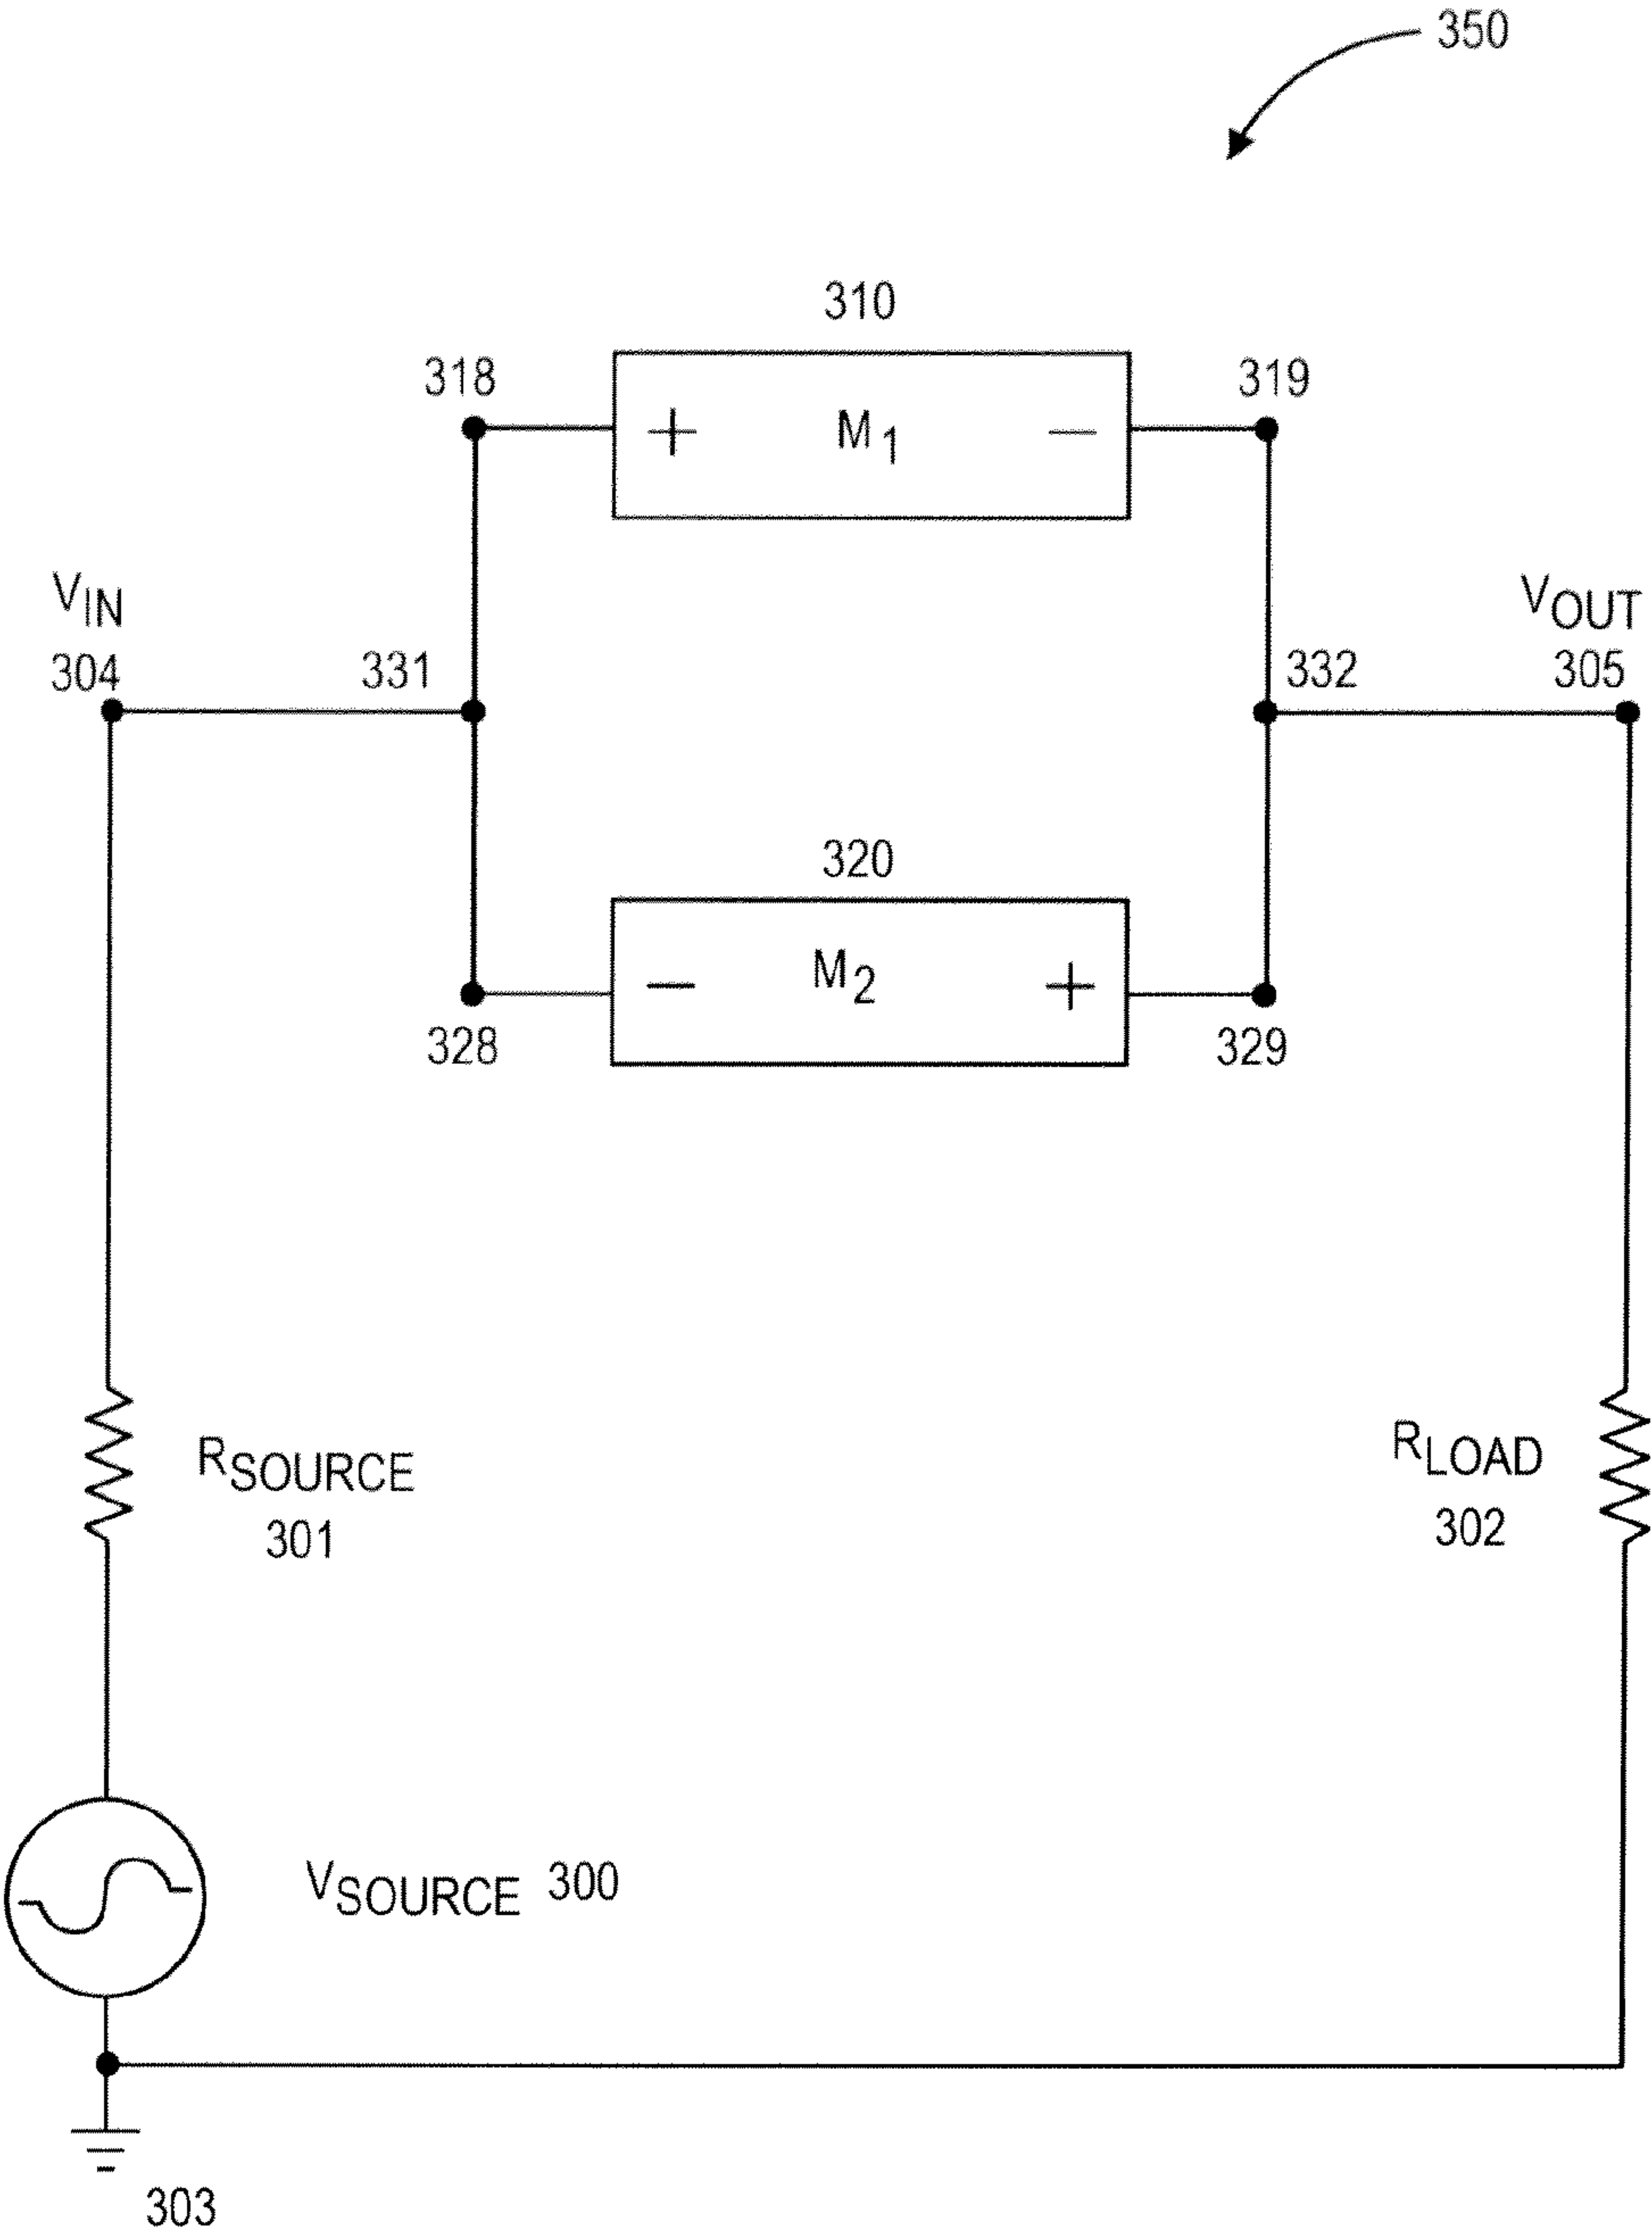 350
310
318
319
+ M1 −
VIN
304
331
332
VOUT
305
320
− M2 +
328
329
RSOURCE
301
RLOAD
302
VSOURCE 300
303